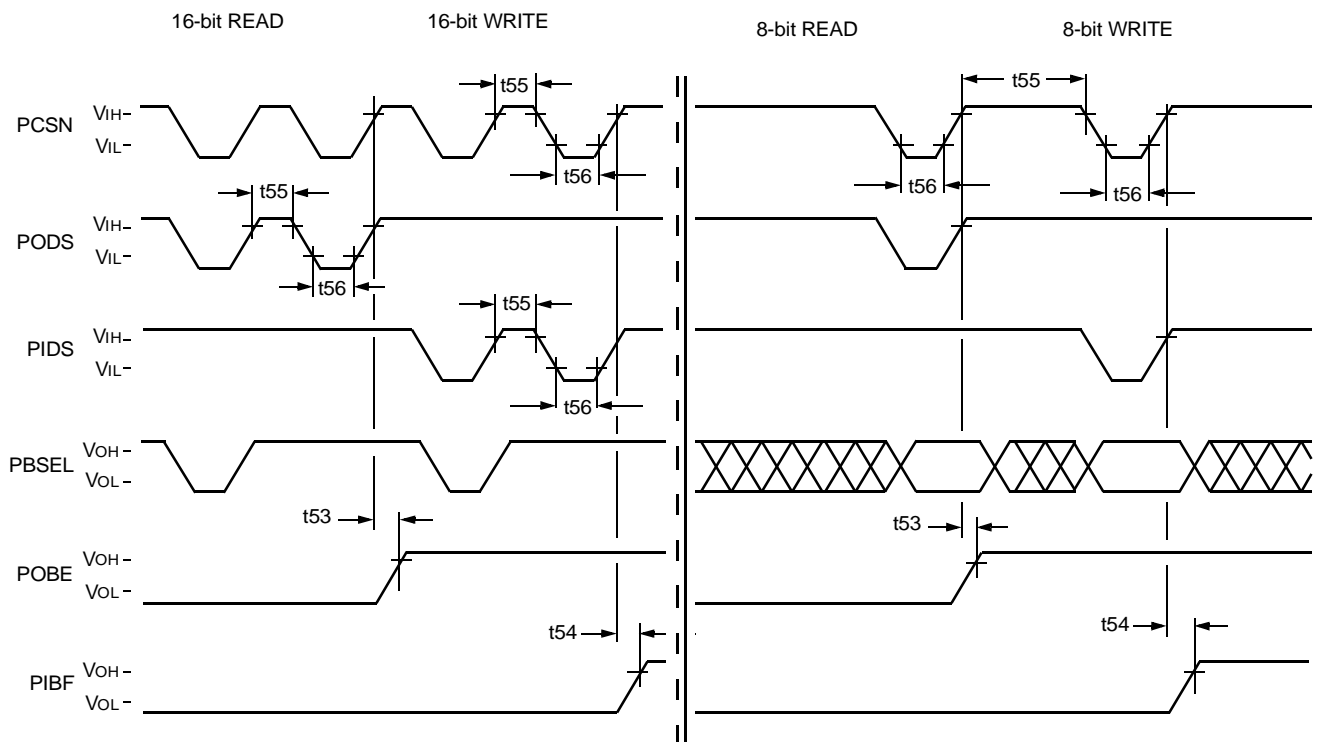 16-bit READ
16-bit WRITE
8-bit READ
8-bit WRITE
t55
t55
PCSN
VIH
VIL
t56
t56
t56
t55
PODS
VIH
VIL
t56
t55
PIDS
VIH
VIL
t56
PBSEL
VOH
VOL
t53
t53
POBE
VOH
VOL
t54
t54
PIBF
VOH
VOL